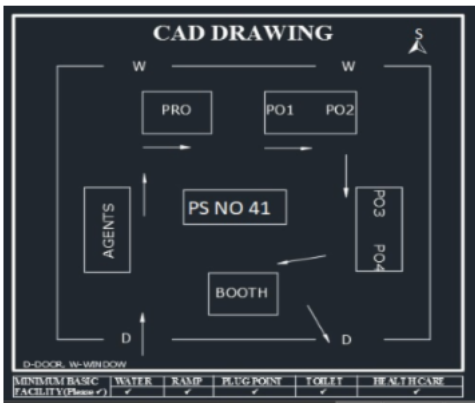 CAD DRAWING
S
W W
PRO PO1 PO2
AGENTS PS NO 41 PO3 PO4
BOOTH
D D
D-DOOR, W-WINDOW
MINIMUM BASIC WATER RAMP PLUG POINT TOILET HEALTH CARE
FACILITY(Please ✓) ✓ ✓ ✓ ✓ ✓